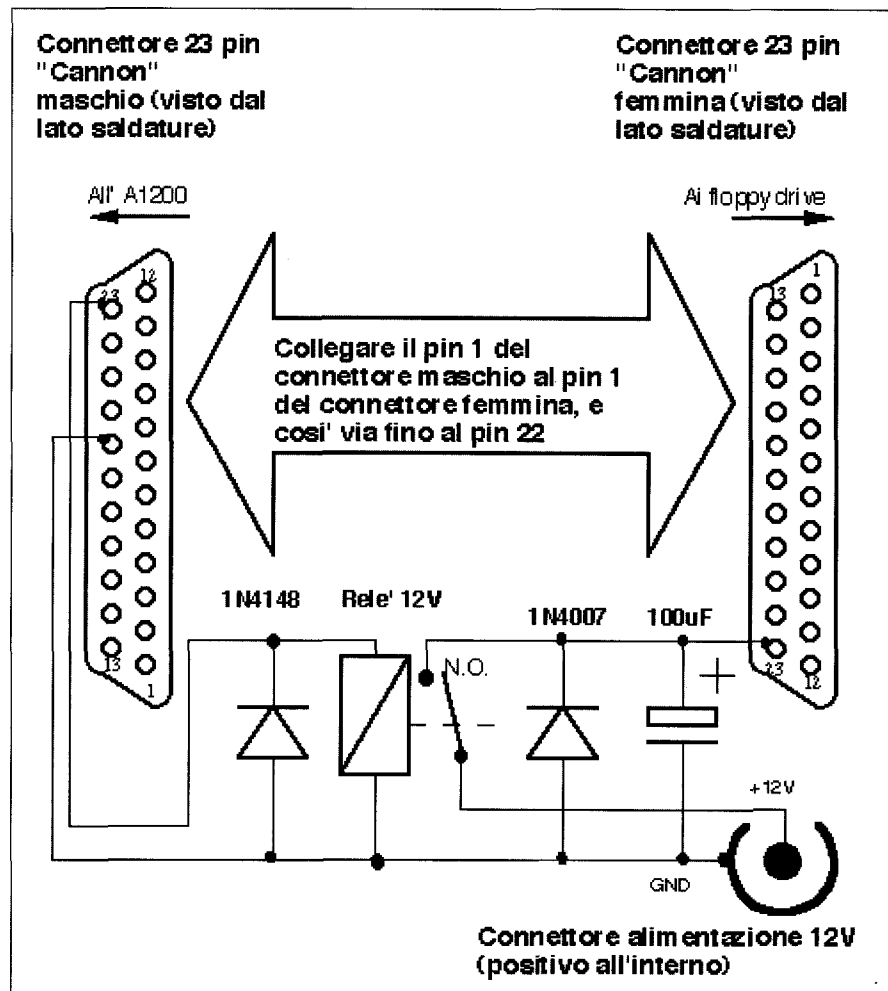 Connettore 23 pin
"Cannon"
maschio (visto dal
lato saldature)
Connettore 23 pin
"Cannon"
femmina (visto dal
lato saldature)
All' A1200
Ai floppy drive
12
23
13
1
1
13
23
12
Collegare il pin 1 del
connettore maschio al pin 1
del connettore femmina, e
cosi' via fino al pin 22
1N4148
Rele' 12V
1N4007
100uF
N.O.
+
+12V
GND
Connettore alimentazione 12V
(positivo all'interno)